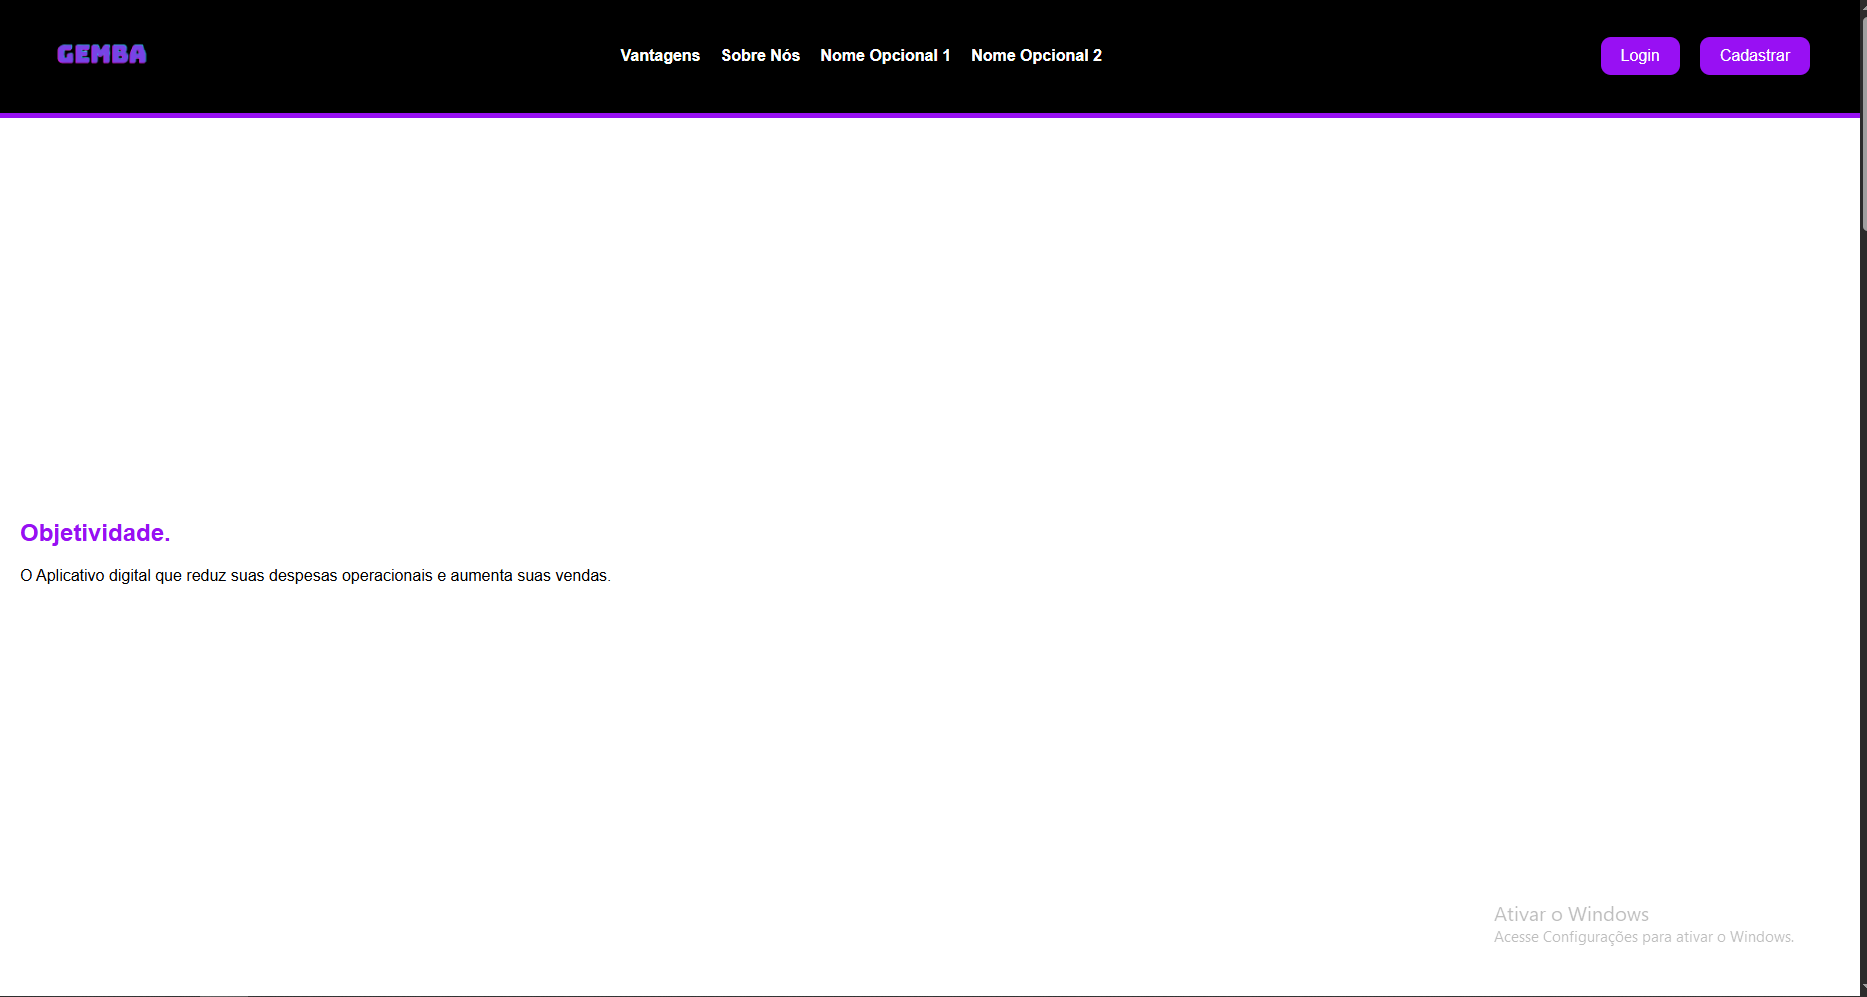 GEMBA
Vantagens Sobre Nós Nome Opcional 1 Nome Opcional 2
Login Cadastrar
Objetividade.
O Aplicativo digital que reduz suas despesas operacionais e aumenta suas vendas.
Ativar o Windows
Acesse Configurações para ativar o Windows.